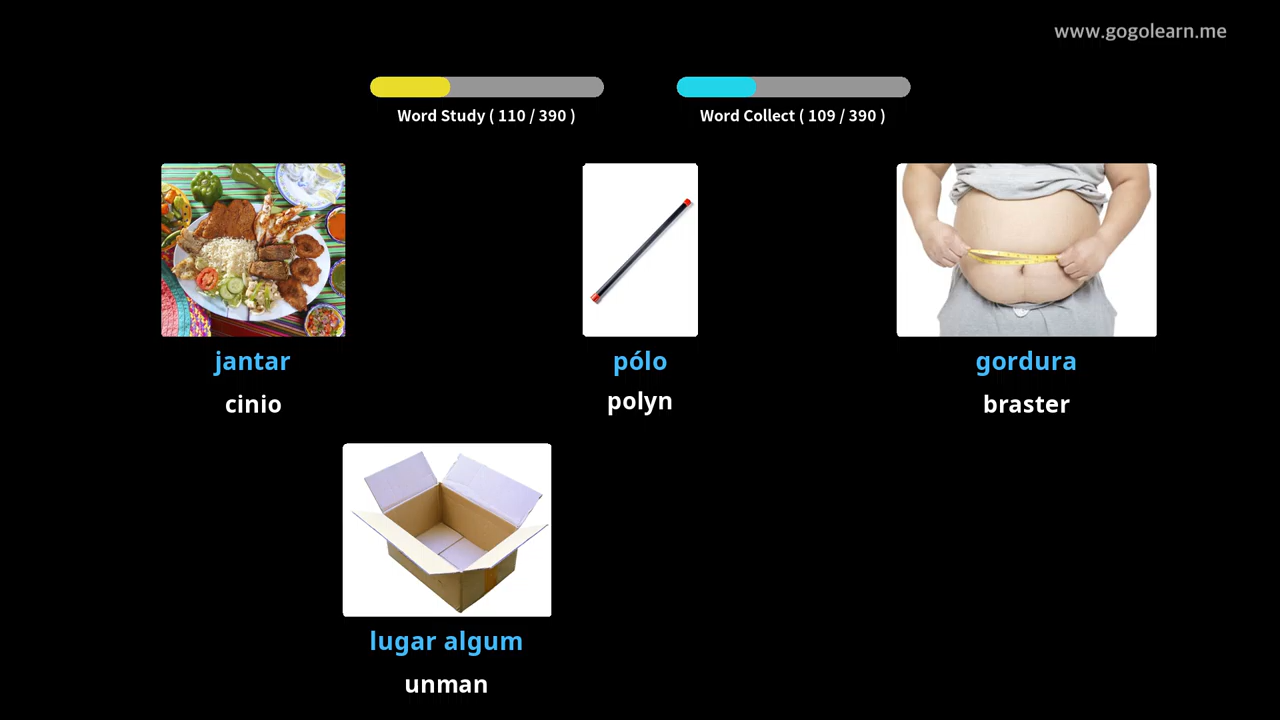 www.gogolearn.me
Word Study ( 110 / 390 )
Word Collect ( 109 / 390 )
jantar
pólo
gordura
cinio
polyn
braster
lugar algum
unman